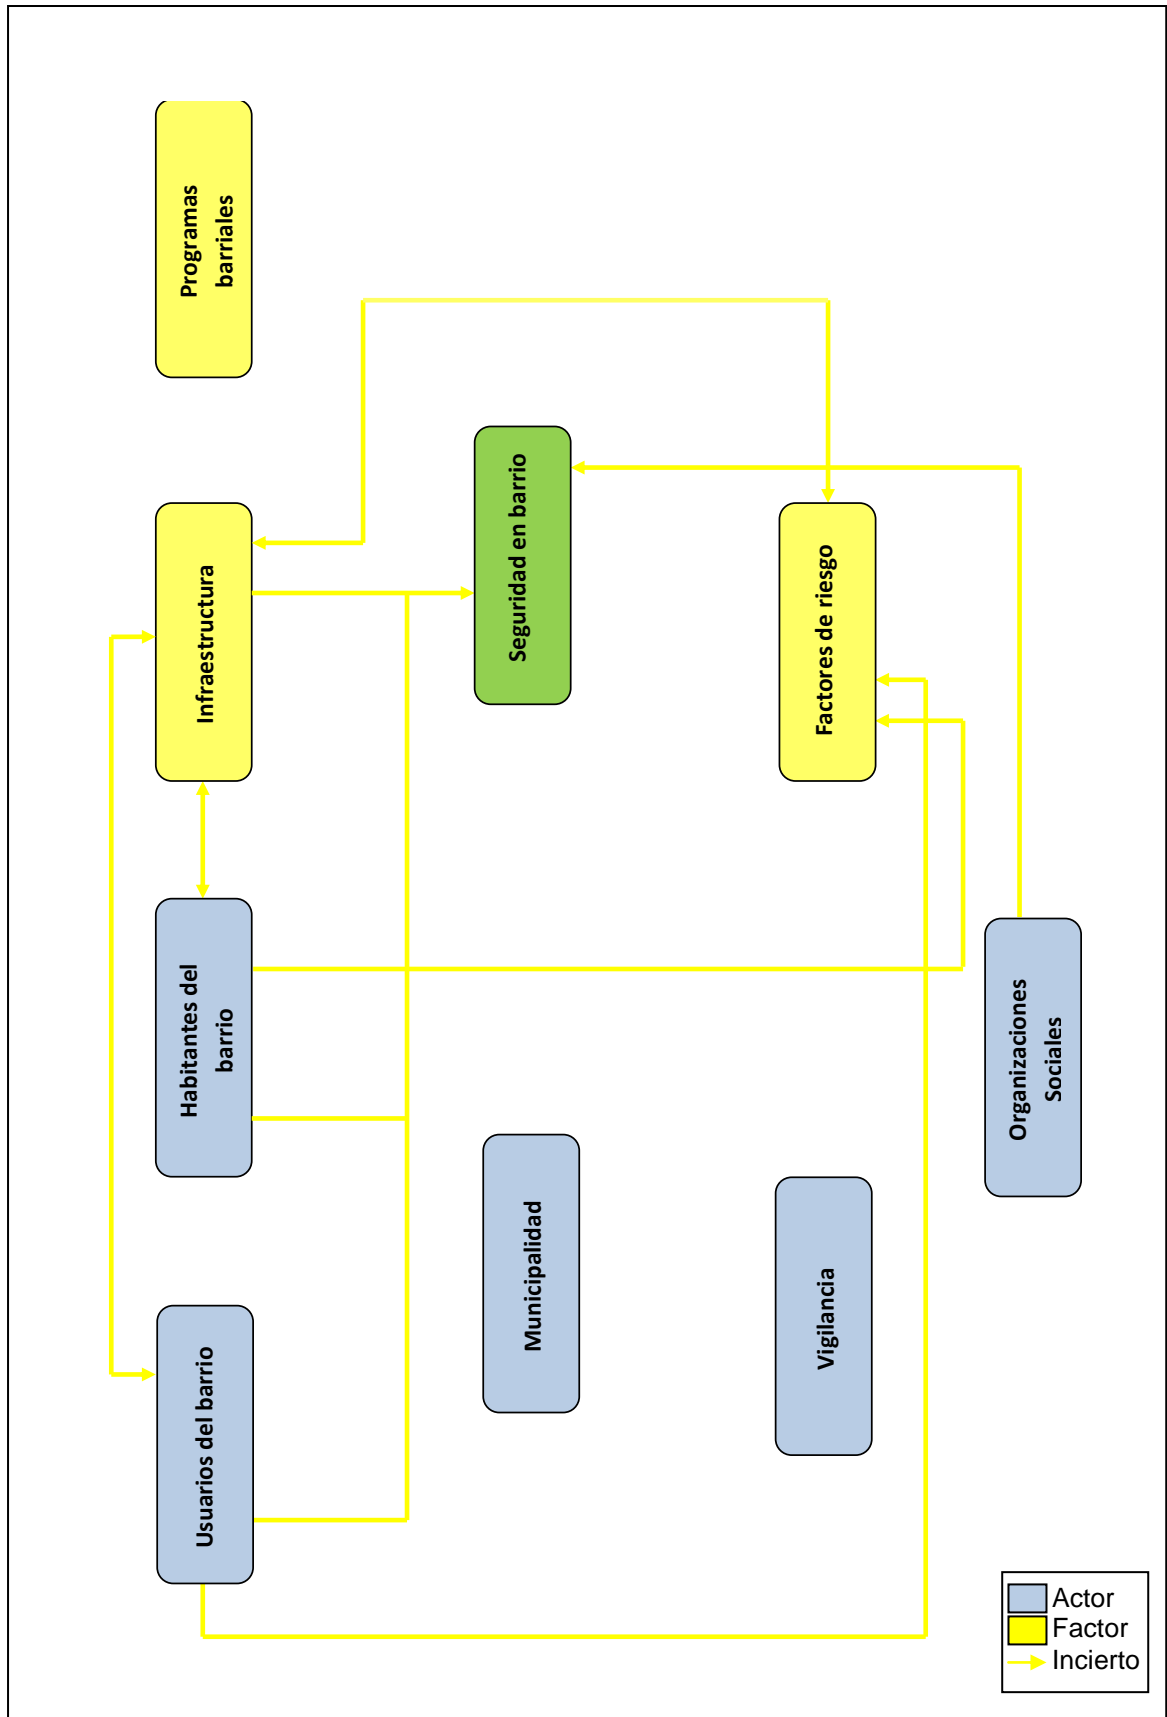 Programas
barriales
Infraestructura
Seguridad en barrio
Factores de riesgo
Habitantes del
barrio
Organizaciones
Sociales
Municipalidad
Vigilancia
Usuarios del barrio
Actor
Factor
Incierto